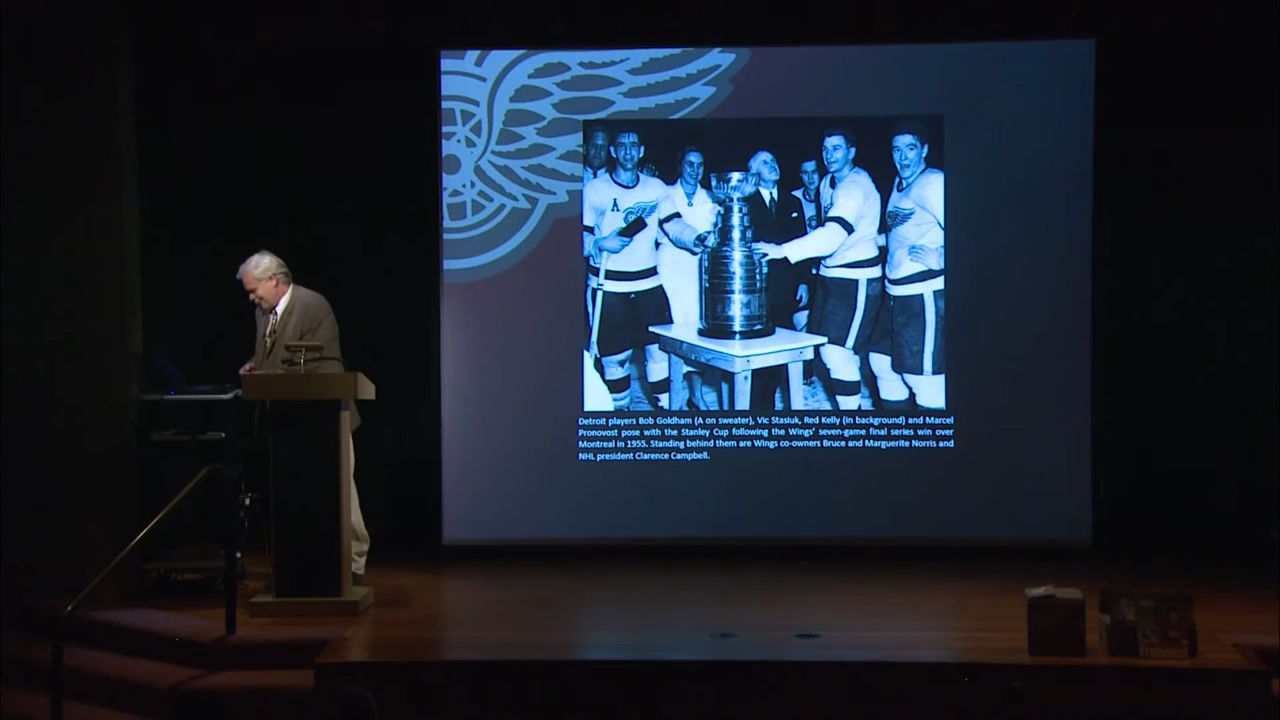 A
Detroit players Bob Goldham (A on sweater), Vic Stasiuk, Red Kelly (in background) and Marcel
Pronovost pose with the Stanley Cup following the Wings' seven-game final series win over
Montreal in 1955. Standing behind them are Wings co-owners Bruce and Marguerite Norris and
NHL president Clarence Campbell.